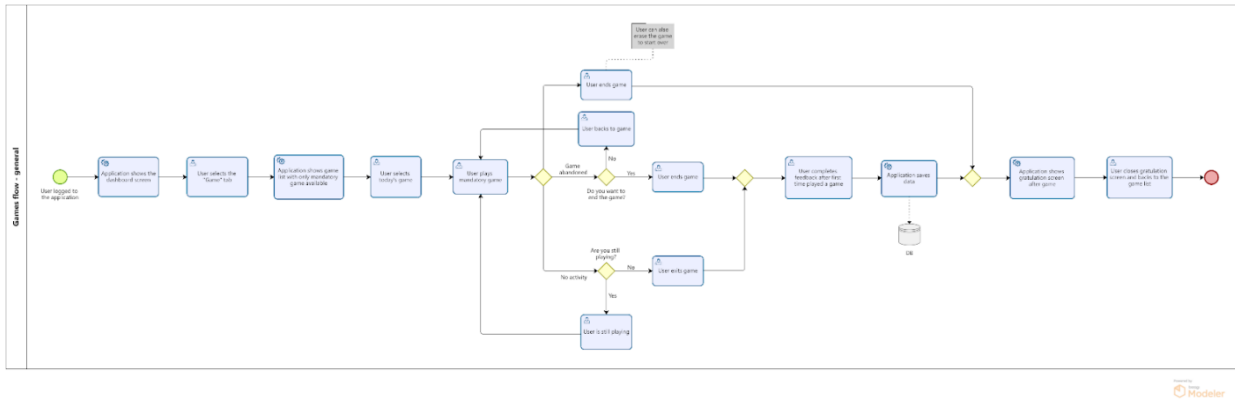 Games flow - general
User logged to
the application
Application shows the
dashboard screen
User selects the
"Game" tab
Application shows game
list with only mandatory
game available
User selects
today's game
User plays
mandatory game
User can also
erase the game
to start over
User ends game
User backs to game
Game
abandoned
No
Do you want to
end the game?
Yes
User ends game
Are you still
playing?
No activity
No
User exits game
Yes
User is still playing
User completes
feedback after first
time played a game
Application saves
data
DB
Application shows
gratulation screen
after game
User closes gratulation
screen and backs to the
game list
Powered by
Modeler